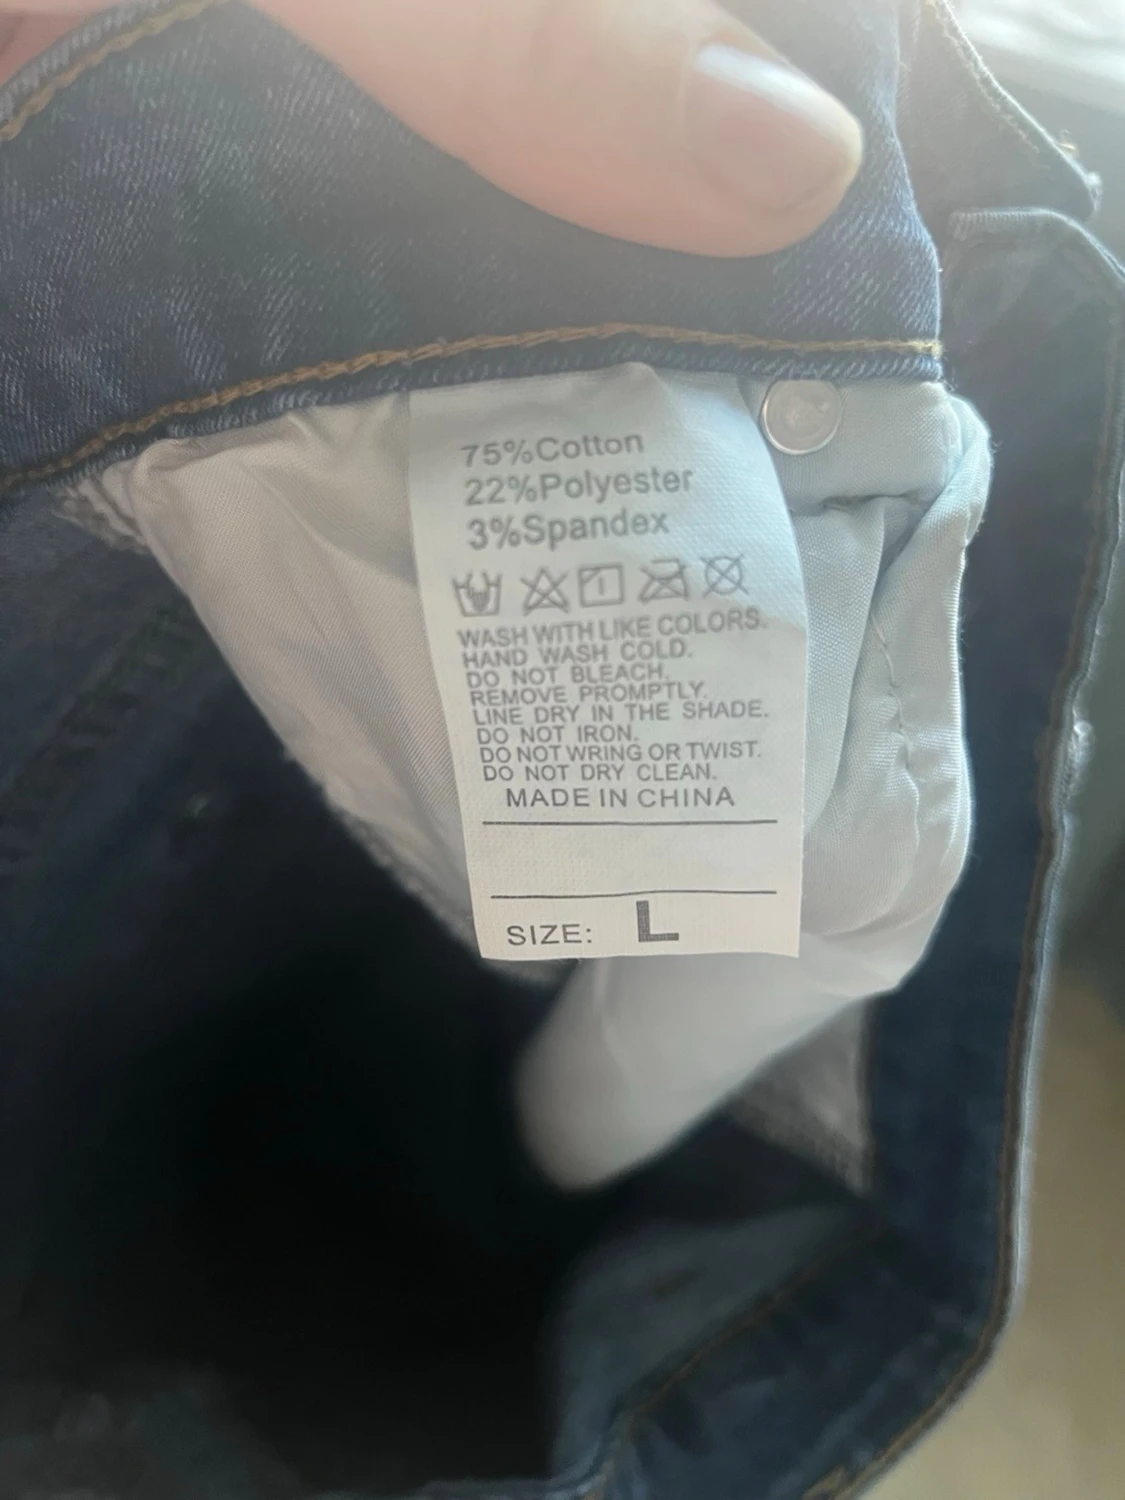 75%Cotton
22%Polyester
3%Spandex
WASH WITH LIKE COLORS.
HAND WASH COLD.
DO NOT BLEACH.
REMOVE PROMPTLY.
LINE DRY IN THE SHADE.
DO NOT IRON.
DO NOT WRING OR TWIST.
DO NOT DRY CLEAN.
MADE IN CHINA
SIZE: L